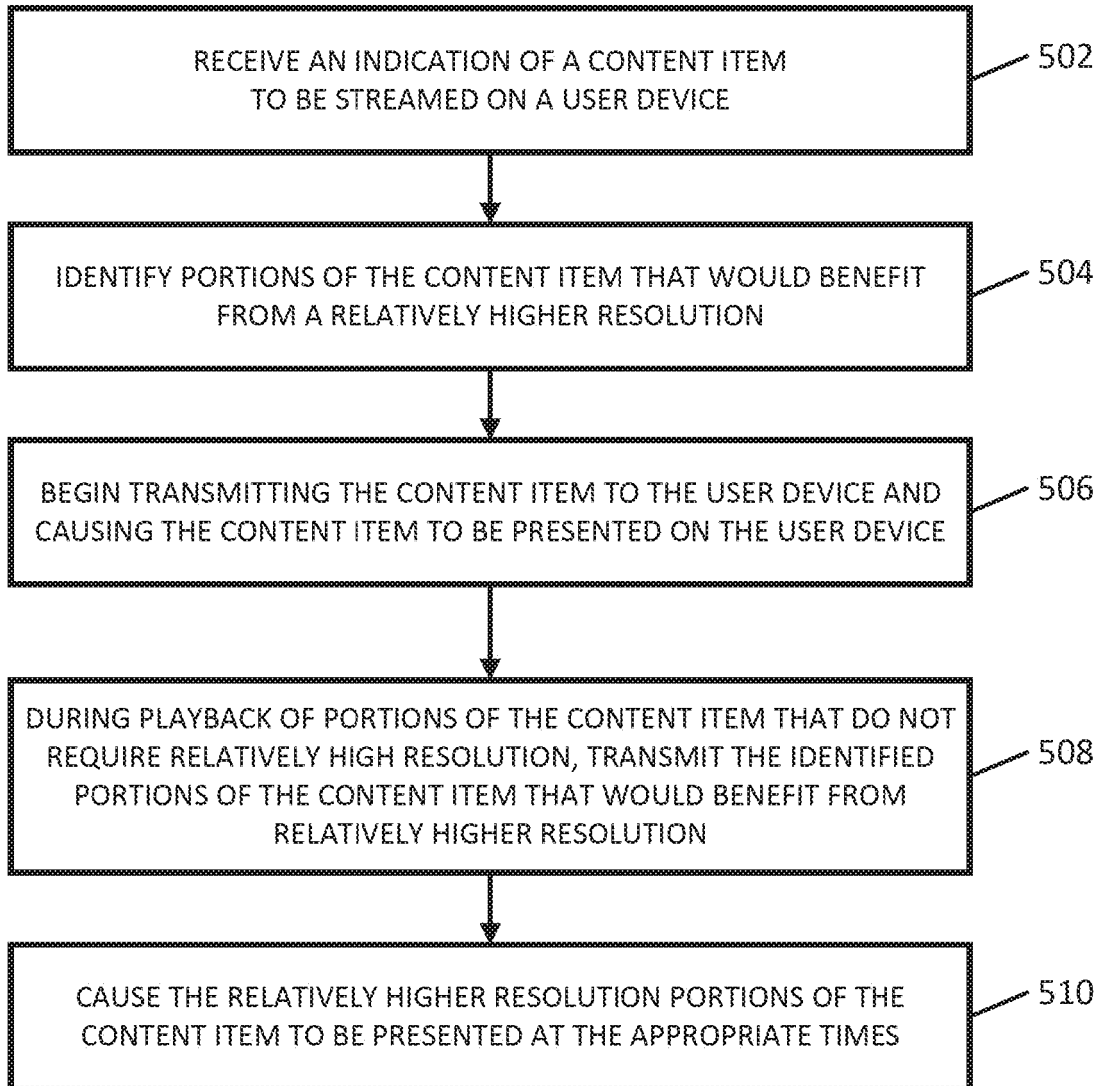 RECEIVE AN INDICATION OF A CONTENT ITEM
TO BE STREAMED ON A USER DEVICE
502
IDENTIFY PORTIONS OF THE CONTENT ITEM THAT WOULD BENEFIT
FROM A RELATIVELY HIGHER RESOLUTION
504
BEGIN TRANSMITTING THE CONTENT ITEM TO THE USER DEVICE AND
CAUSING THE CONTENT ITEM TO BE PRESENTED ON THE USER DEVICE
506
DURING PLAYBACK OF PORTIONS OF THE CONTENT ITEM THAT DO NOT
REQUIRE RELATIVELY HIGH RESOLUTION, TRANSMIT THE IDENTIFIED
PORTIONS OF THE CONTENT ITEM THAT WOULD BENEFIT FROM
RELATIVELY HIGHER RESOLUTION
508
CAUSE THE RELATIVELY HIGHER RESOLUTION PORTIONS OF THE
CONTENT ITEM TO BE PRESENTED AT THE APPROPRIATE TIMES
510